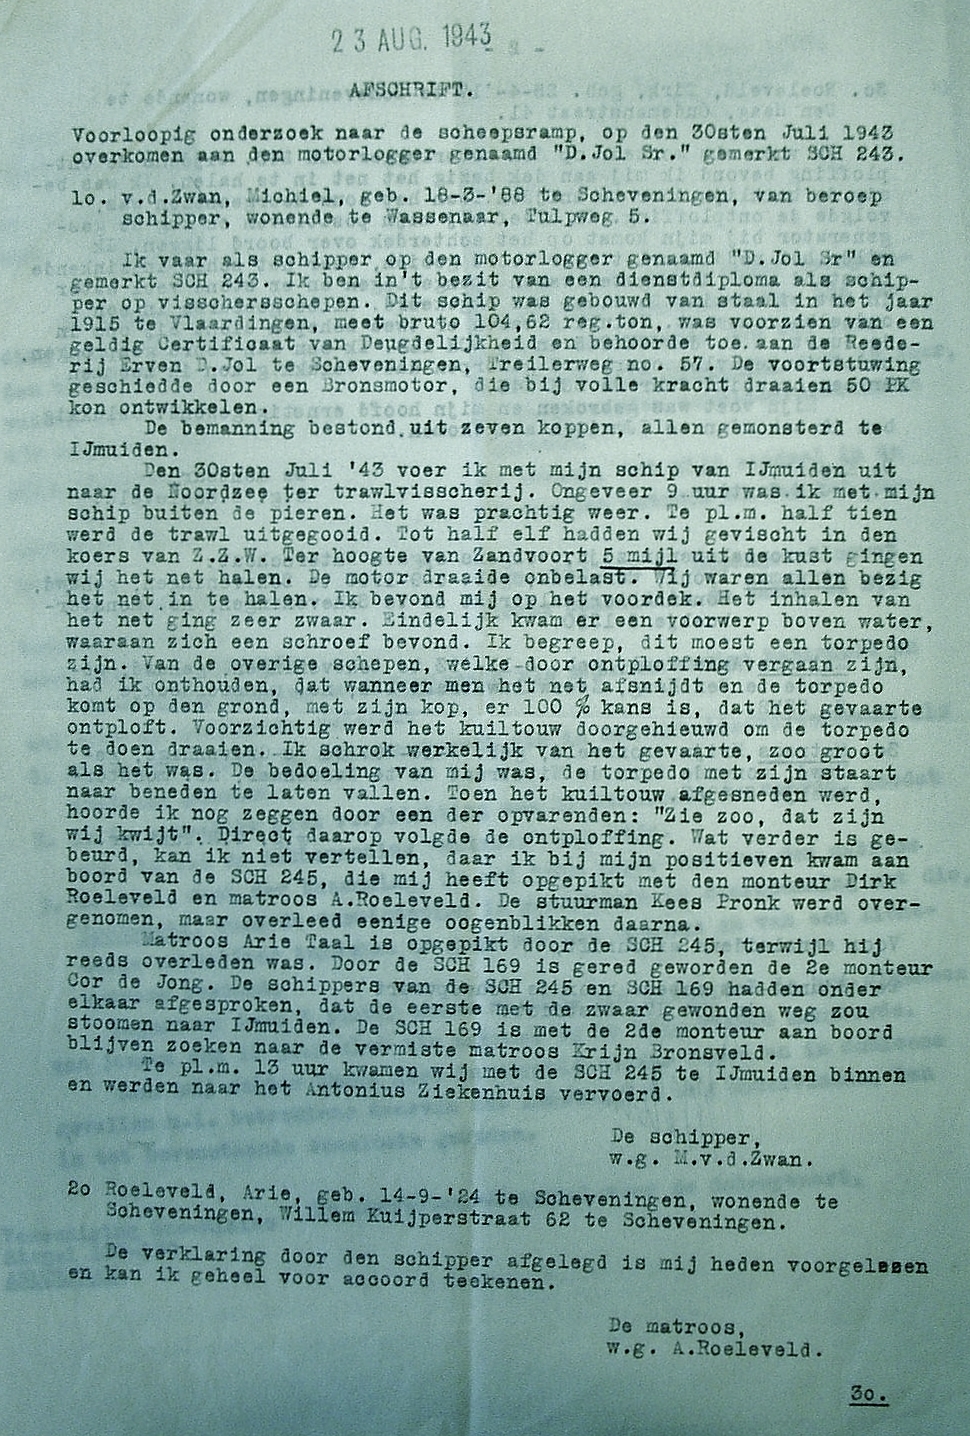 23 AUG. 1943
AFSCHRIFT.
Voorloopig onderzoek naar de scheepsramp, op den 30sten Juli 1943
overkomen aan den motorlogger genaamd "D.Jol Sr." gemerkt SCH 243.
1o. v.d.Zwan, Michiel, geb. 18-3-'88 te Scheveningen, van beroep
schipper, wonende te Wassenaar, Tulpweg 5.
Ik vaar als schipper op den motorlogger genaamd "D.Jol Sr" en
gemerkt SCH 243. Ik ben in't bezit van een dienstdiploma als schip-
per op visschersschepen. Dit schip was gebouwd van staal in het jaar
1915 te Vlaardingen, meet bruto 104,62 reg.ton, was voorzien van een
geldig Certificaat van Deugdelijkheid en behoorde toe aan de Reede-
rij Erven D.Jol te Scheveningen, Treilerweg no. 57. De voortstuwing
geschiedde door een Bronsmotor, die bij volle kracht draaien 50 PK
kon ontwikkelen.
De bemanning bestond uit zeven koppen, allen gemonsterd te
IJmuiden.
Den 30sten Juli '43 voer ik met mijn schip van IJmuiden uit
naar de Noordzee ter trawlvisscherij. Ongeveer 9 uur was ik met mijn
schip buiten de pieren. Het was prachtig weer. Te pl.m. half tien
werd de trawl uitgegooid. Tot half elf hadden wij gevischt in den
koers van Z.Z.W. Ter hoogte van Zandvoort 5 mijl uit de kust gingen
wij het net halen. De motor draaide onbelast. Wij waren allen bezig
het net in te halen. Ik bevond mij op het voordek. Het inhalen van
het net ging zeer zwaar. Eindelijk kwam er een voorwerp boven water,
waaraan zich een schroef bevond. Ik begreep, dit moest een torpedo
zijn. Van de overige schepen, welke door ontploffing vergaan zijn,
had ik onthouden, dat wanneer men het net afsnijdt en de torpedo
komt op den grond, met zijn kop, er 100 % kans is, dat het gevaarte
ontploft. Voorzichtig werd het kuiltouw doorgehieuwd om de torpedo
te doen draaien. Ik schrok werkelijk van het gevaarte, zoo groot
als het was. De bedoeling van mij was, de torpedo met zijn staart
naar beneden te laten vallen. Toen het kuiltouw afgesneden werd,
hoorde ik nog zeggen door een der opvarenden: "Zie zoo, dat zijn
wij kwijt". Direct daarop volgde de ontploffing. Wat verder is ge-
beurd, kan ik niet vertellen, daar ik bij mijn positieven kwam aan
boord van de SCH 245, die mij heeft opgepikt met den monteur Dirk
Roeleveld en matroos A.Roeleveld. De stuurman Kees Pronk werd over-
genomen, maar overleed eenige oogenblikken daarna.
Matroos Arie Taal is opgepikt door de SCH 245, terwijl hij
reeds overleden was. Door de SCH 169 is gered geworden de 2e monteur
Cor de Jong. De schippers van de SCH 245 en SCH 169 hadden onder
elkaar afgesproken, dat de eerste met de zwaar gewonden weg zou
stoomen naar IJmuiden. De SCH 169 is met de 2de monteur aan boord
blijven zoeken naar de vermiste matroos Krijn Bronsveld.
Te pl.m. 13 uur kwamen wij met de SCH 245 te IJmuiden binnen
en werden naar het Antonius Ziekenhuis vervoerd.
De schipper,
w.g. M.v.d.Zwan.
2o Roeleveld, Arie, geb. 14-9-'24 te Scheveningen, wonende te
Scheveningen, Willem Kuijperstraat 62 te Scheveningen.
De verklaring door den schipper afgelegd is mij heden voorgelezen
en kan ik geheel voor accoord teekenen.
De matroos,
w.g. A.Roeleveld.
3o.